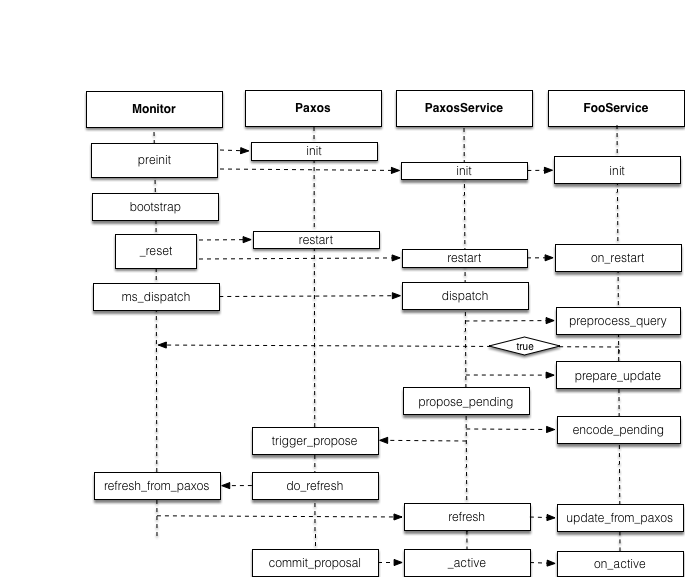 Monitor
Paxos
PaxosService
FooService
preinit
init
init
init
bootstrap
_reset
restart
restart
on_restart
ms_dispatch
dispatch
preprocess_query
true
prepare_update
propose_pending
encode_pending
trigger_propose
refresh_from_paxos
do_refresh
refresh
update_from_paxos
commit_proposal
_active
on_active